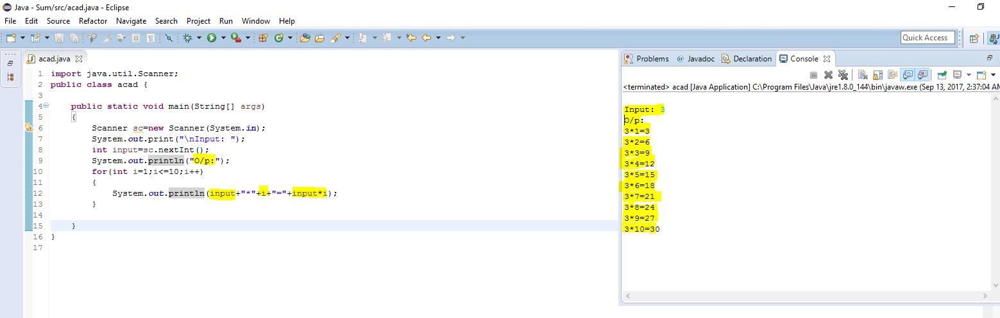 Java - Sum/src/acad.java - Eclipse
File Edit Source Refactor Navigate Search Project Run Window Help
Quick Access
acad.java
1 import java.util.Scanner;
2 public class acad {
3
4 public static void main(String[] args)
5 {
6 Scanner sc=new Scanner(System.in);
7 System.out.print("\nInput: ");
8 int input=sc.nextInt();
9 System.out.println("O/p:");
10 for(int i=1;i<=10;i++)
11 {
12 System.out.println(input+"*"+i+"="+input*i);
13 }
14
15 }
16 }
17
Problems @ Javadoc Declaration Console
<terminated> acad [Java Application] C:\Program Files\Java\jre1.8.0_144\bin\javaw.exe (Sep 13, 2017, 2:37:04 AM
Input: 3
O/p:
3*1=3
3*2=6
3*3=9
3*4=12
3*5=15
3*6=18
3*7=21
3*8=24
3*9=27
3*10=30